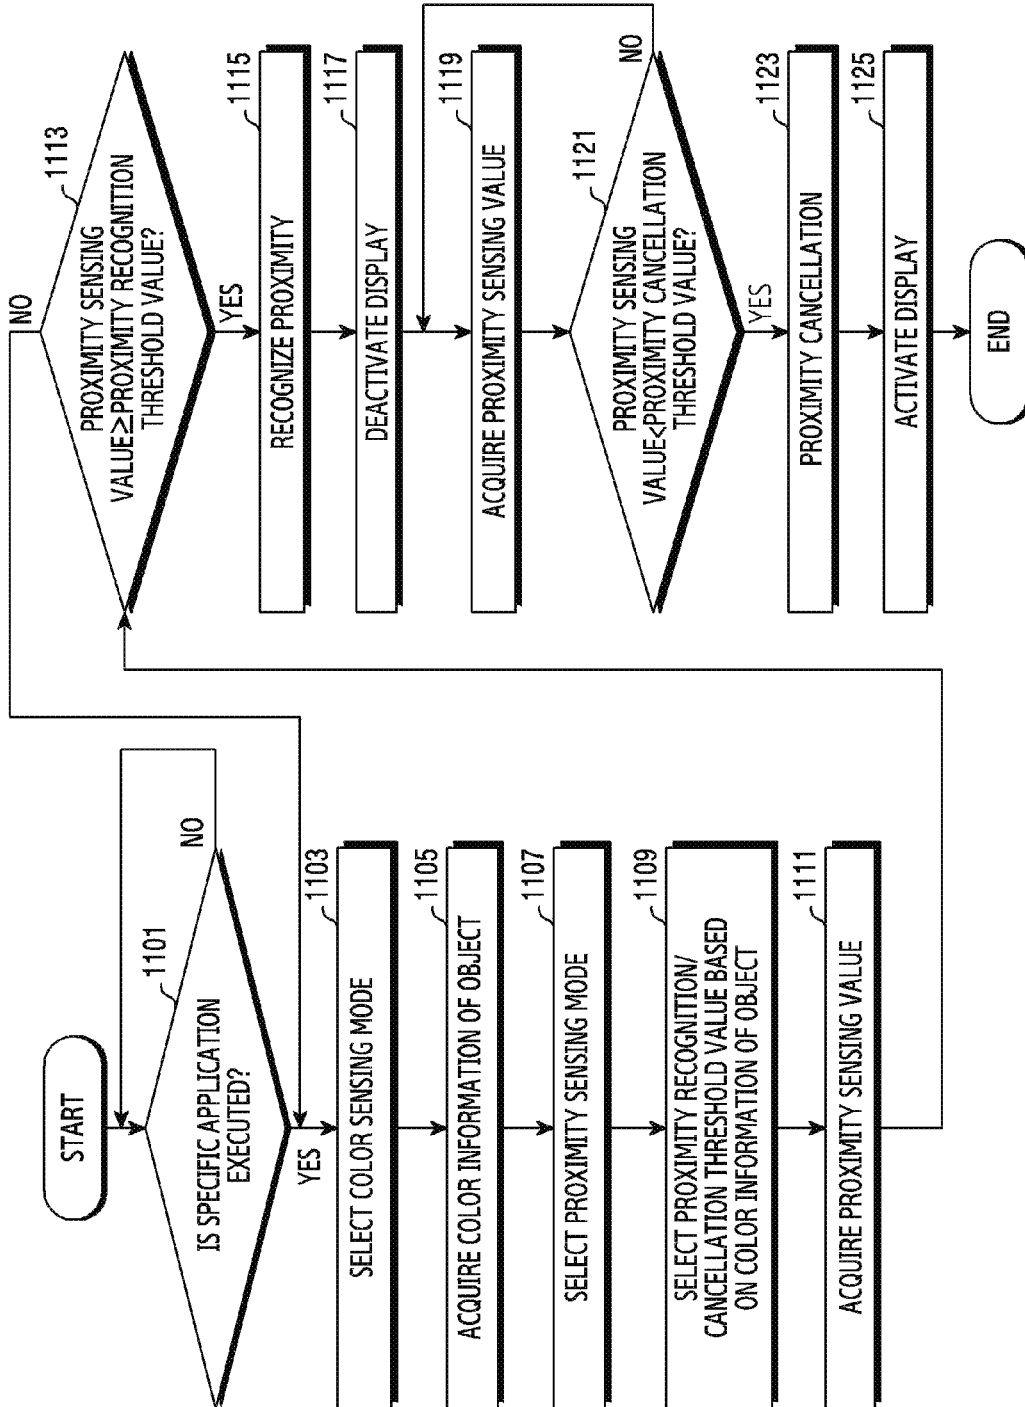 START
1101
IS SPECIFIC APPLICATION
EXECUTED?
NO
YES
1103
SELECT COLOR SENSING MODE
1105
ACQUIRE COLOR INFORMATION OF OBJECT
1107
SELECT PROXIMITY SENSING MODE
1109
SELECT PROXIMITY RECOGNITION/
CANCELLATION THRESHOLD VALUE BASED
ON COLOR INFORMATION OF OBJECT
1111
ACQUIRE PROXIMITY SENSING VALUE
NO
1113
PROXIMITY SENSING
VALUE≥PROXIMITY RECOGNITION
THRESHOLD VALUE?
YES
1115
RECOGNIZE PROXIMITY
1117
DEACTIVATE DISPLAY
1119
ACQUIRE PROXIMITY SENSING VALUE
1121
NO
PROXIMITY SENSING
VALUE<PROXIMITY CANCELLATION
THRESHOLD VALUE?
YES
1123
PROXIMITY CANCELLATION
1125
ACTIVATE DISPLAY
END